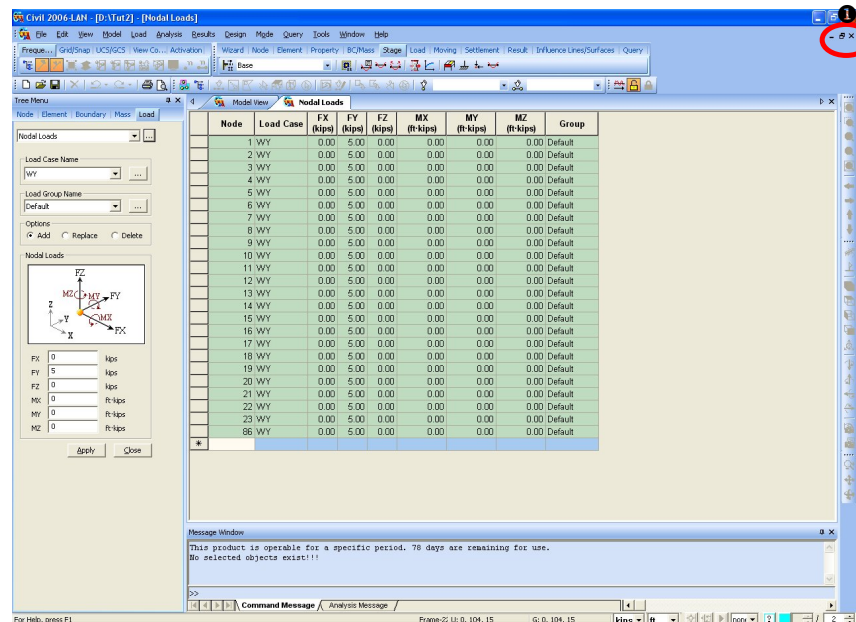 Civil 2006-LAN - [D:\Tut2] - [Nodal Loads]
1
File Edit View Model Load Analysis Results Design Mode Query Tools Window Help
Freque... Grid/Snap UCS/GCS View Co... Activation Wizard Node Element Property BC/Mass Stage Load Moving Settlement Result Influence Lines/Surfaces Query
Base
Tree Menu
Node Element Boundary Mass Load
Model View Nodal Loads
Nodal Loads ...
Load Case Name
WY ...
Load Group Name
Default ...
Options
Add Replace Delete
Nodal Loads
FZ
MZ MY FY
MX
FX
Z
Y
X
FX 0 kips
FY 5 kips
FZ 0 kips
MX 0 ft·kips
MY 0 ft·kips
MZ 0 ft·kips
Apply Close
Node Load Case FX (kips) FY (kips) FZ (kips) MX (ft·kips) MY (ft·kips) MZ (ft·kips) Group
1 WY 0.00 5.00 0.00 0.00 0.00 0.00 Default
2 WY 0.00 5.00 0.00 0.00 0.00 0.00 Default
3 WY 0.00 5.00 0.00 0.00 0.00 0.00 Default
4 WY 0.00 5.00 0.00 0.00 0.00 0.00 Default
5 WY 0.00 5.00 0.00 0.00 0.00 0.00 Default
6 WY 0.00 5.00 0.00 0.00 0.00 0.00 Default
7 WY 0.00 5.00 0.00 0.00 0.00 0.00 Default
8 WY 0.00 5.00 0.00 0.00 0.00 0.00 Default
9 WY 0.00 5.00 0.00 0.00 0.00 0.00 Default
10 WY 0.00 5.00 0.00 0.00 0.00 0.00 Default
11 WY 0.00 5.00 0.00 0.00 0.00 0.00 Default
12 WY 0.00 5.00 0.00 0.00 0.00 0.00 Default
13 WY 0.00 5.00 0.00 0.00 0.00 0.00 Default
14 WY 0.00 5.00 0.00 0.00 0.00 0.00 Default
15 WY 0.00 5.00 0.00 0.00 0.00 0.00 Default
16 WY 0.00 5.00 0.00 0.00 0.00 0.00 Default
17 WY 0.00 5.00 0.00 0.00 0.00 0.00 Default
18 WY 0.00 5.00 0.00 0.00 0.00 0.00 Default
19 WY 0.00 5.00 0.00 0.00 0.00 0.00 Default
20 WY 0.00 5.00 0.00 0.00 0.00 0.00 Default
21 WY 0.00 5.00 0.00 0.00 0.00 0.00 Default
22 WY 0.00 5.00 0.00 0.00 0.00 0.00 Default
23 WY 0.00 5.00 0.00 0.00 0.00 0.00 Default
86 WY 0.00 5.00 0.00 0.00 0.00 0.00 Default
*
Message Window
This product is operable for a specific period. 78 days are remaining for use.
No selected objects exist!!!
>>
Command Message Analysis Message
For Help, press F1 Frame-2; U: 0, 104, 15 G: 0, 104, 15 kips ft non ? / 2